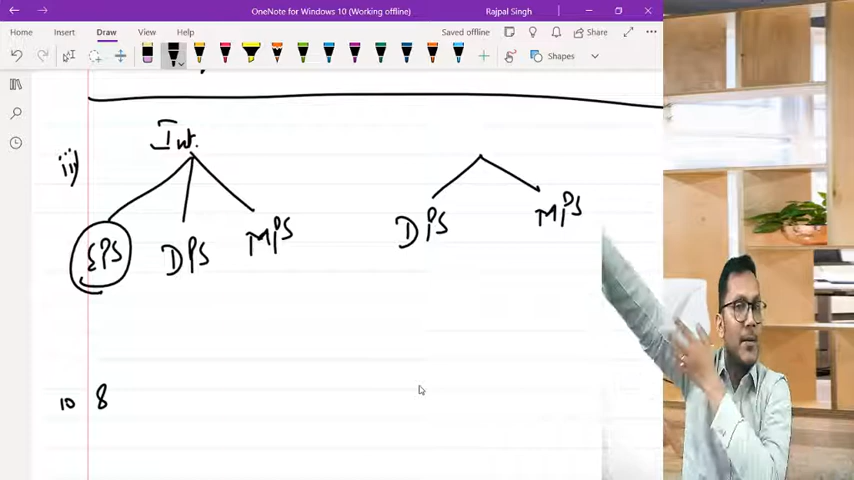 OneNote for Windows 10 (Working offline)
Rajpal Singh
Home Insert Draw View Help
Saved offline
Share
Shapes
iii)
Int.
EPS DPS MPS
DPS MPS
10 8